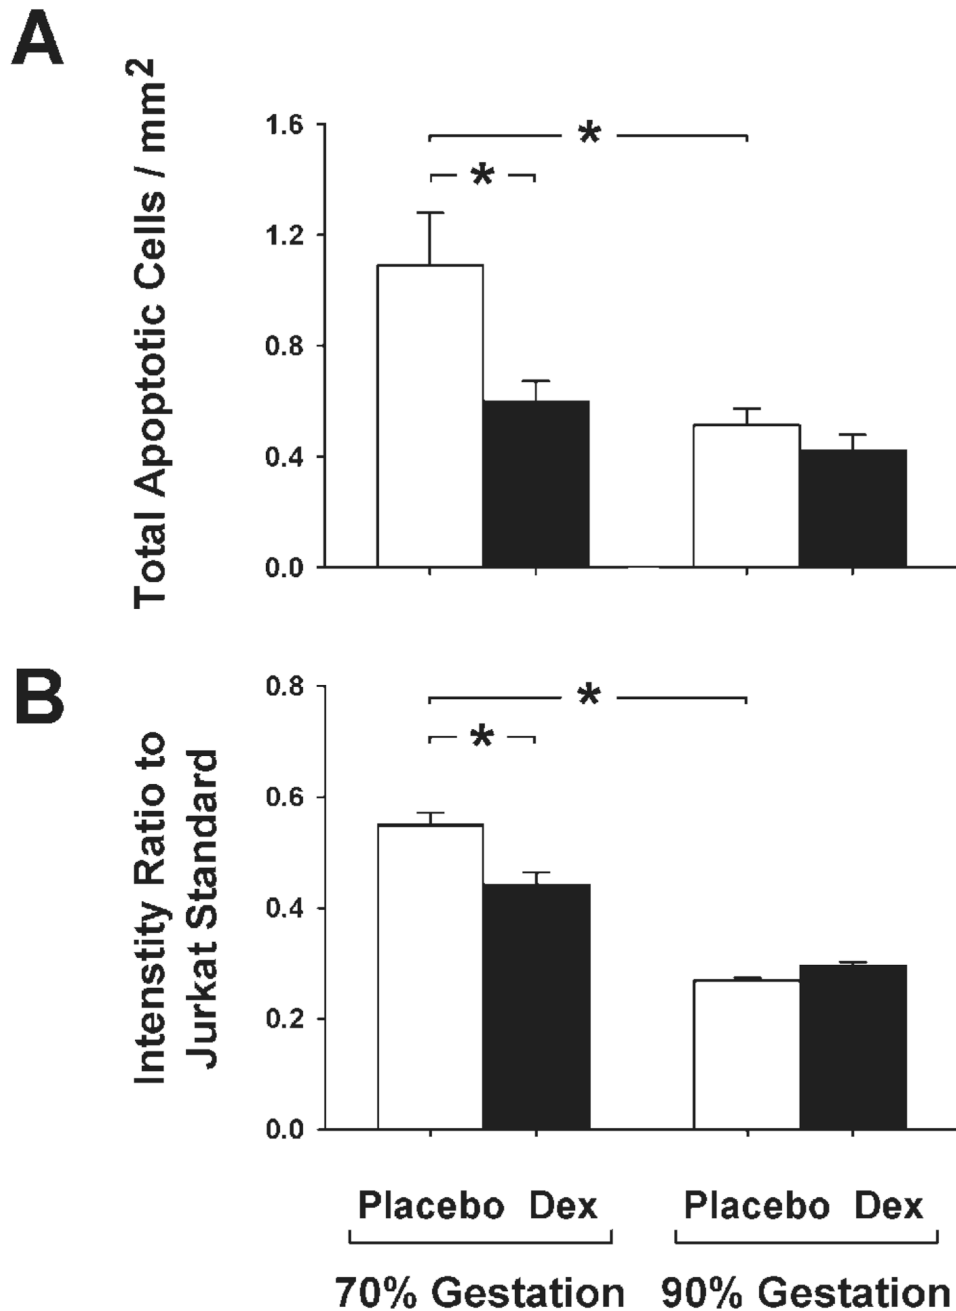 A
Total Apoptotic Cells / mm²
1.6
*
*
1.2
0.8
0.4
0.0
B
Intenstity Ratio to
Jurkat Standard
0.8
*
*
0.6
0.4
0.2
0.0
Placebo Dex Placebo Dex
70% Gestation 90% Gestation